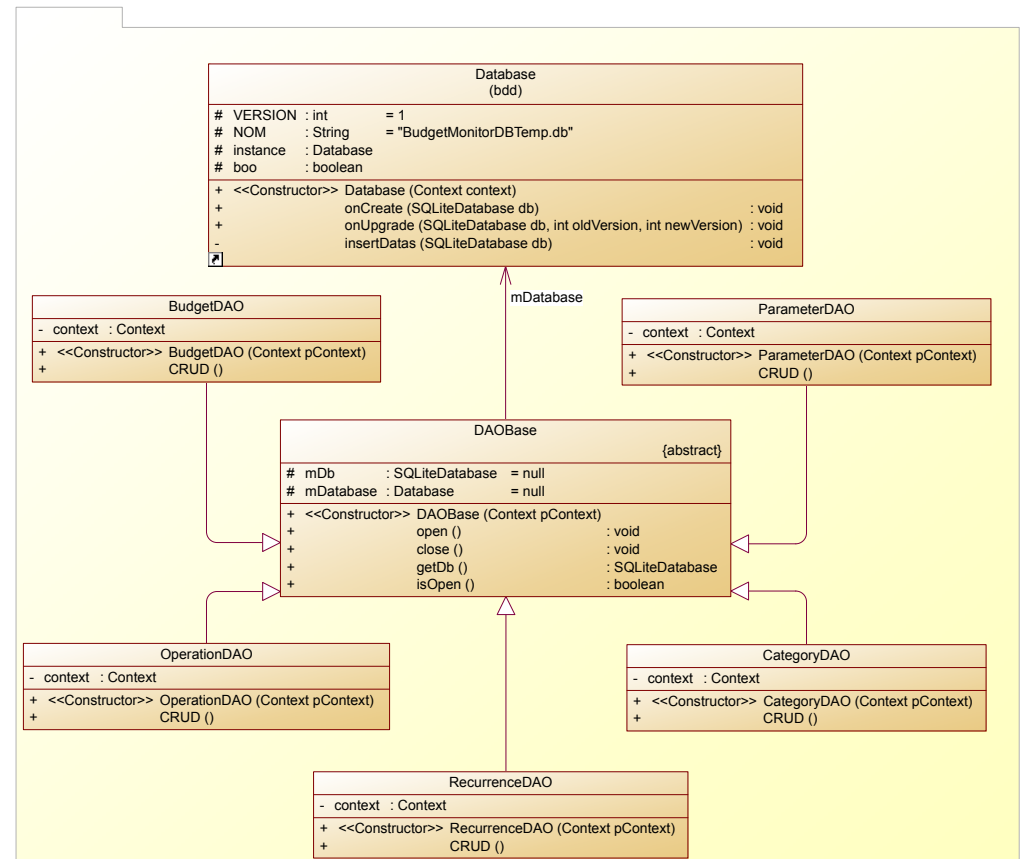 Database
(bdd)
# VERSION : int = 1
# NOM : String = "BudgetMonitorDBTemp.db"
# instance : Database
# boo : boolean
+ <<Constructor>> Database (Context context)
+ onCreate (SQLiteDatabase db) : void
+ onUpgrade (SQLiteDatabase db, int oldVersion, int newVersion) : void
- insertDatas (SQLiteDatabase db) : void
mDatabase
BudgetDAO
- context : Context
+ <<Constructor>> BudgetDAO (Context pContext)
+ CRUD ()
ParameterDAO
- context : Context
+ <<Constructor>> ParameterDAO (Context pContext)
+ CRUD ()
DAOBase
{abstract}
# mDb : SQLiteDatabase = null
# mDatabase : Database = null
+ <<Constructor>> DAOBase (Context pContext)
+ open () : void
+ close () : void
+ getDb () : SQLiteDatabase
+ isOpen () : boolean
OperationDAO
- context : Context
+ <<Constructor>> OperationDAO (Context pContext)
+ CRUD ()
CategoryDAO
- context : Context
+ <<Constructor>> CategoryDAO (Context pContext)
+ CRUD ()
RecurrenceDAO
- context : Context
+ <<Constructor>> RecurrenceDAO (Context pContext)
+ CRUD ()